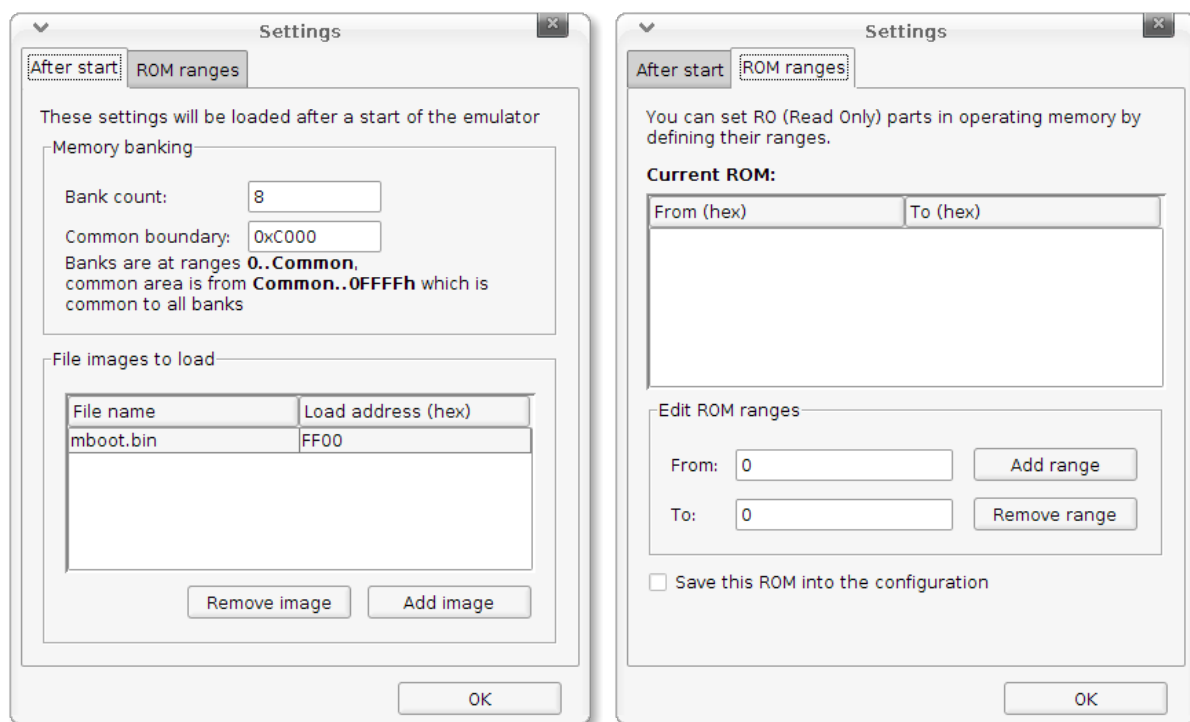 Settings
After start
ROM ranges
These settings will be loaded after a start of the emulator
Memory banking
Bank count: 8
Common boundary: 0xC000
Banks are at ranges 0..Common,
common area is from Common..0FFFFh which is
common to all banks
File images to load
File name Load address (hex)
mboot.bin FF00
Remove image Add image
OK
Settings
After start
ROM ranges
You can set RO (Read Only) parts in operating memory by
defining their ranges.
Current ROM:
From (hex) To (hex)
Edit ROM ranges
From: 0 Add range
To: 0 Remove range
Save this ROM into the configuration
OK